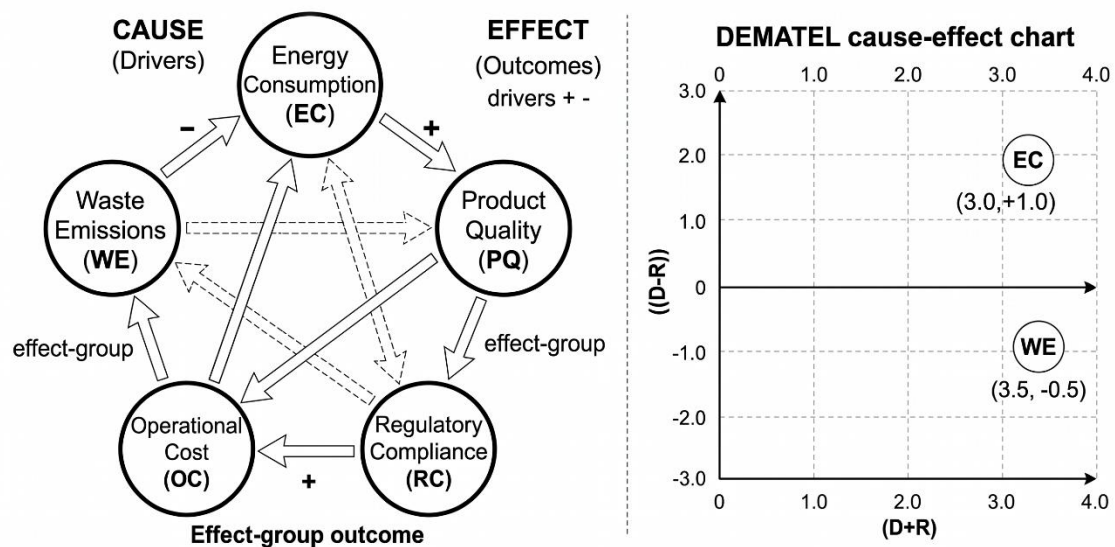 CAUSE
(Drivers)
EFFECT
(Outcomes)
drivers + -
Energy
Consumption
(EC)
–
+
Waste
Emissions
(WE)
Product
Quality
(PQ)
effect-group
effect-group
Operational
Cost
(OC)
+
Regulatory
Compliance
(RC)
Effect-group outcome
DEMATEL cause-effect chart
0 1.0 2.0 3.0 4.0
3.0
2.0
1.0
0
-1.0
-2.0
-3.0
((D-R))
EC
(3.0,+1.0)
WE
(3.5, -0.5)
0 1.0 2.0 3.0 4.0
(D+R)